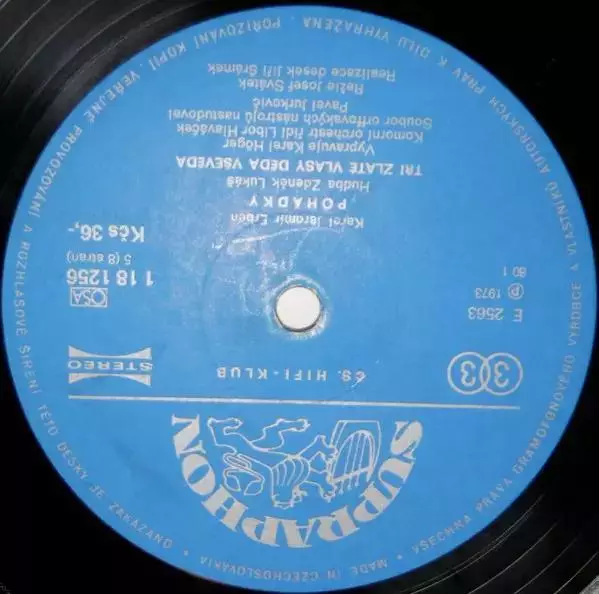 SUPRAPHON
ČS. HIFI - KLUB
33
STEREO
E 2563
℗ 1973
80 1
OSA
1 18 1256
5 (8 stran)
Kčs 36,-
Karel Jaromír Erben
POHÁDKY
Hudba Zdeněk Lukáš
TŘI ZLATÉ VLASY DĚDA VŠEVĚDA
Vypravuje Karel Höger
Komorní orchestr řídí Libor Hlaváček
Soubor orffovských nástrojů nastudoval
Pavel Jurkovič
Režie Josef Svátek
Realizace desek Jiří Šrámek
MADE IN CZECHOSLOVAKIA • VŠECHNA PRÁVA GRAMOFONOVÉHO VÝROBCE A VLASTNÍKŮ AUTORSKÝCH PRÁV K DÍLU VYHRAŽENA. POŘIZOVÁNÍ KOPIÍ, VEŘEJNÉ PROVOZOVÁNÍ A ROZHLASOVÉ ŠÍŘENÍ TÉTO DESKY JE ZAKÁZÁNO •